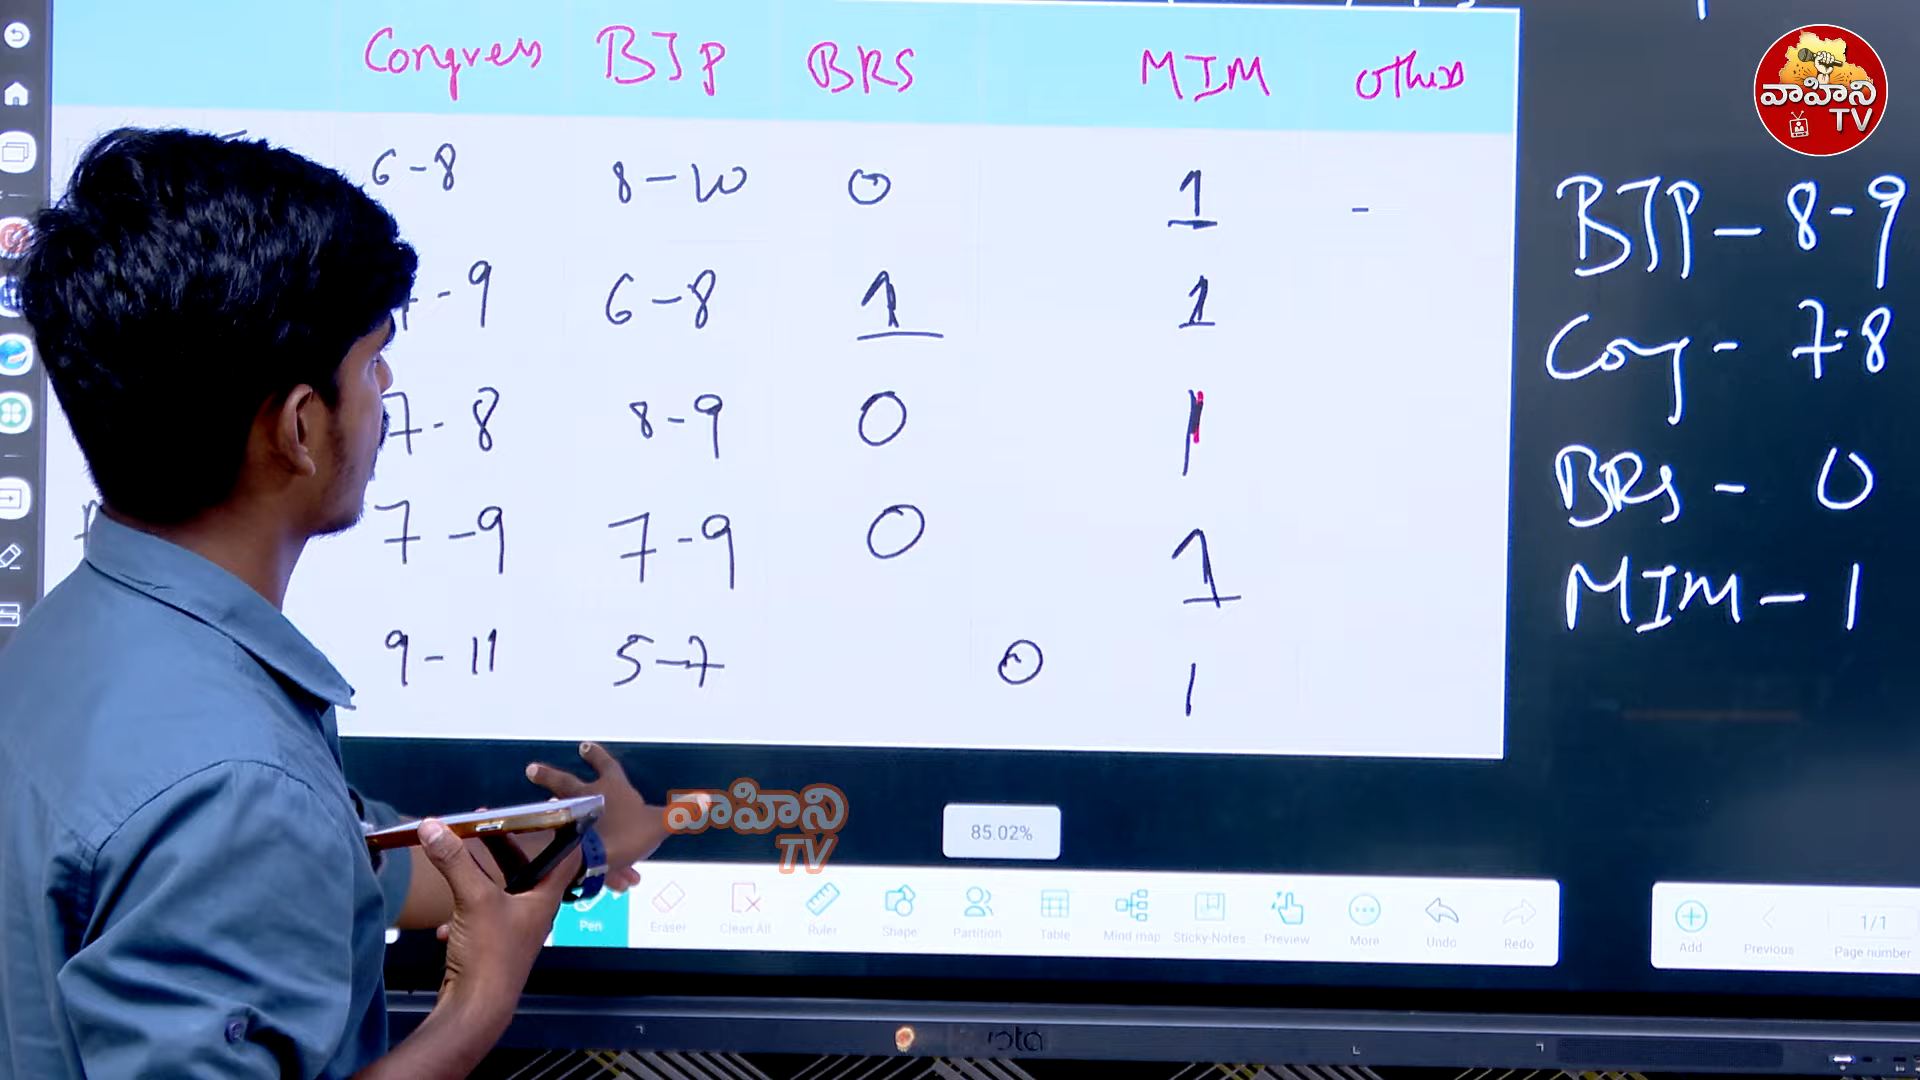 Congress BJP BRS MIM others
6-8 8-10 0 1 -
-9 6-8 1 1
7-8 8-9 0 1
7-9 7-9 0 1
9-11 5-7 0 1
వాహిని
TV
BJP - 8-9
Cong - 7-8
BRS - 0
MIM - 1
వాహిని
TV
85.02%
Pen Eraser Clean All Ruler Shape Partition Table Mind map Sticky-Notes Preview More Undo Redo
1/1
Add Previous Page number